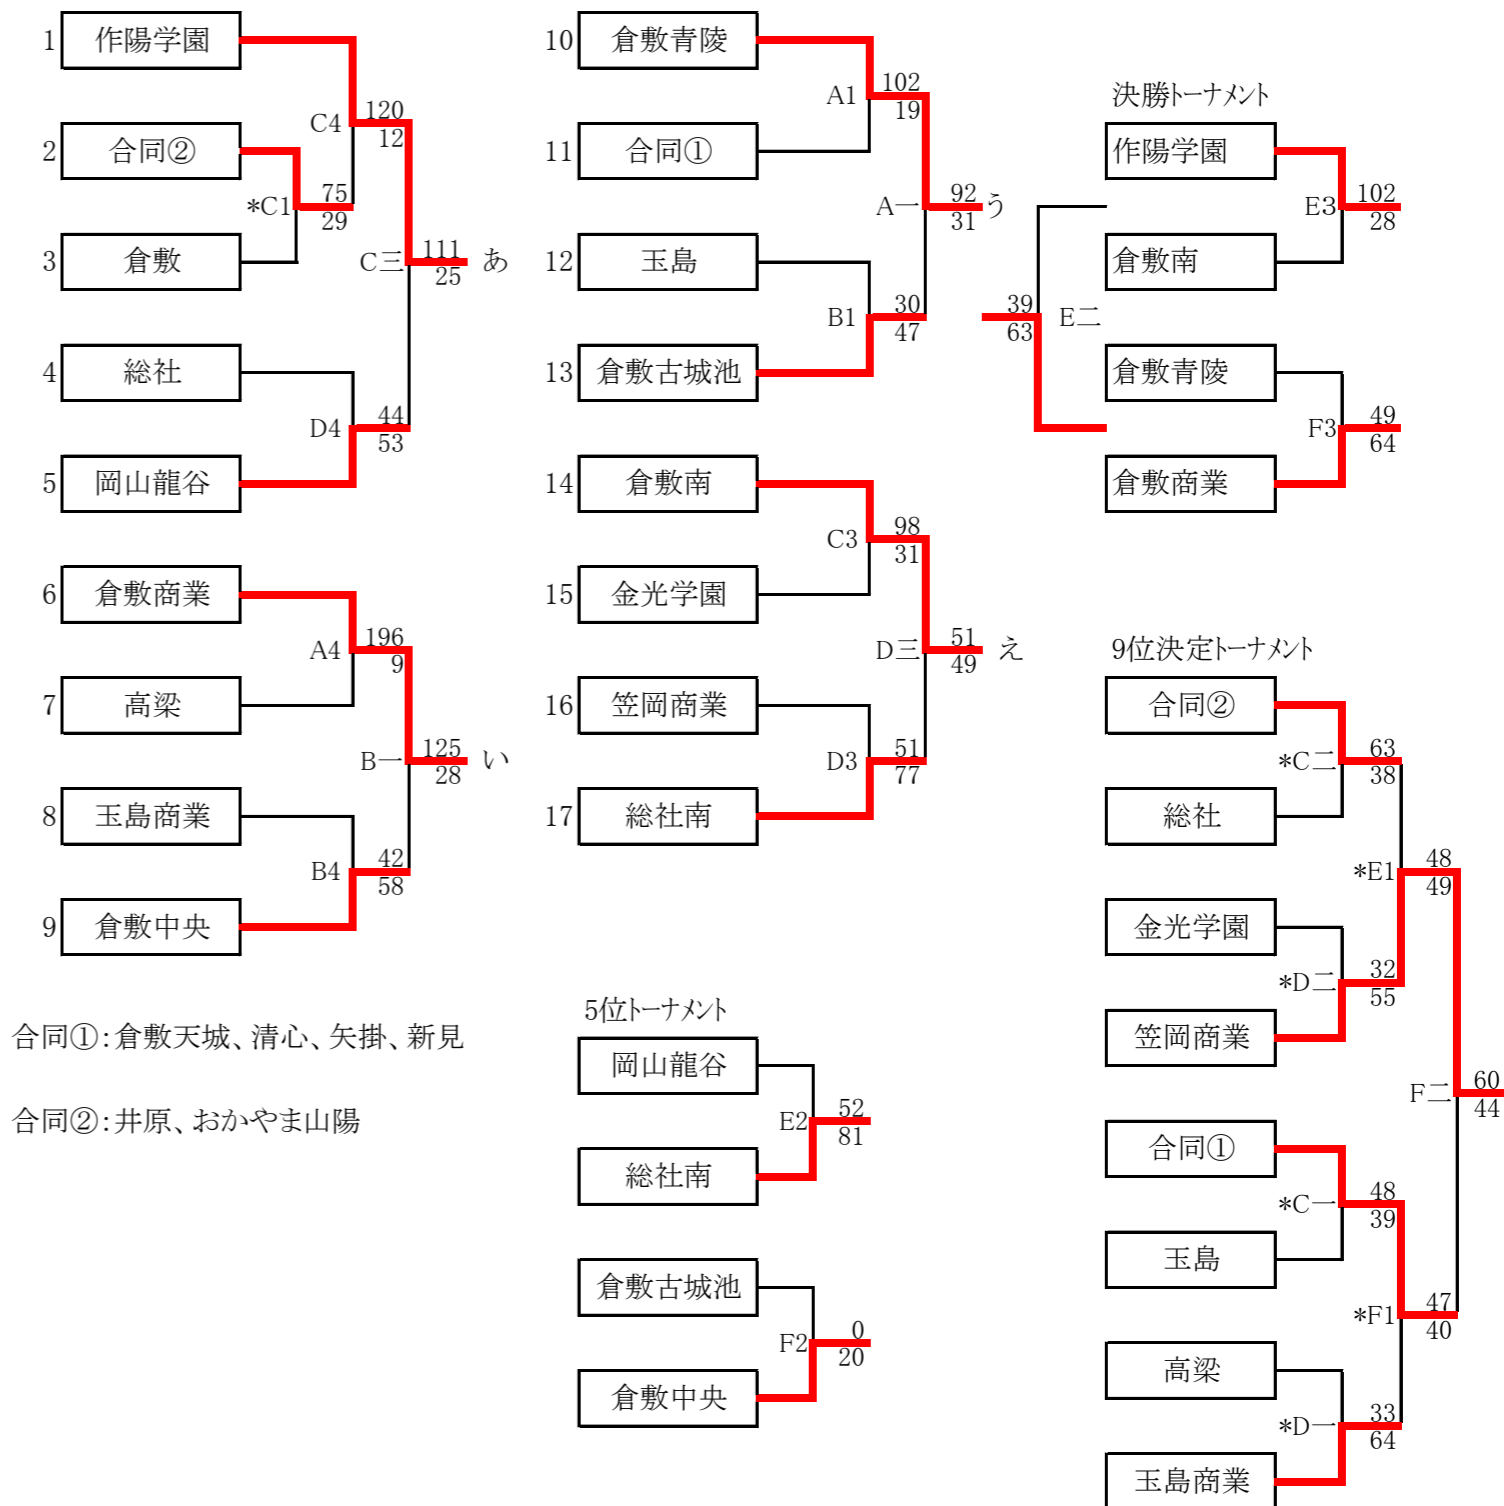 1 作陽学園
C4 120
12
2 合同②
*C1 75
29
3 倉敷
C三 111 あ
25
4 総社
D4 44
53
5 岡山龍谷
6 倉敷商業
A4 196
9
7 高梁
B一 125 い
28
8 玉島商業
B4 42
58
9 倉敷中央
合同①：倉敷天城、清心、矢掛、新見
合同②：井原、おかやま山陽
10 倉敷青陵
A1 102
19
11 合同①
A一 92 う
31
12 玉島
B1 30
47
13 倉敷古城池
14 倉敷南
C3 98
31
15 金光学園
D三 51 え
49
16 笠岡商業
D3 51
77
17 総社南
5位トーナメント
岡山龍谷
E2 52
81
総社南
倉敷古城池
F2 0
20
倉敷中央
決勝トーナメント
作陽学園
E3 102
28
倉敷南
39 E二
63
倉敷青陵
F3 49
64
倉敷商業
9位決定トーナメント
合同②
*C二 63
38
総社
*E1 48
49
金光学園
*D二 32
55
笠岡商業
F二 60
44
合同①
*C一 48
39
玉島
*F1 47
40
高梁
*D一 33
64
玉島商業